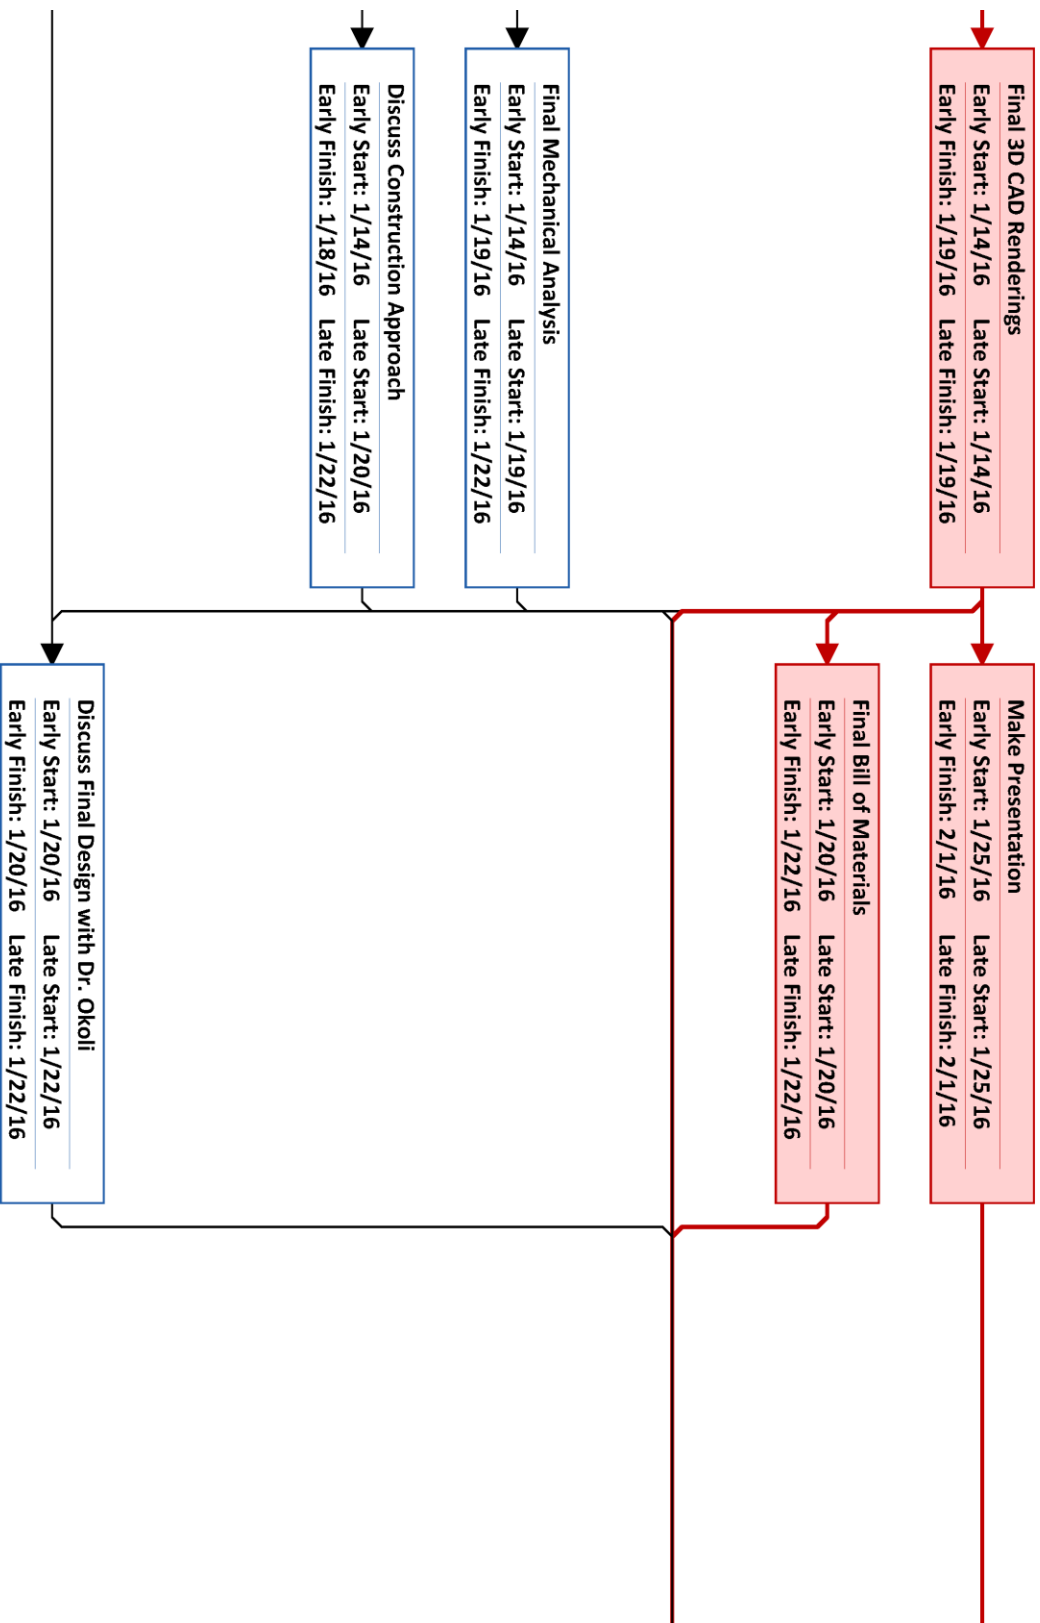 Final 3D CAD Renderings
Early Start: 1/14/16 Late Start: 1/14/16
Early Finish: 1/19/16 Late Finish: 1/19/16
Make Presentation
Early Start: 1/25/16 Late Start: 1/25/16
Early Finish: 2/1/16 Late Finish: 2/1/16
Final Bill of Materials
Early Start: 1/20/16 Late Start: 1/20/16
Early Finish: 1/22/16 Late Finish: 1/22/16
Final Mechanical Analysis
Early Start: 1/14/16 Late Start: 1/19/16
Early Finish: 1/19/16 Late Finish: 1/22/16
Discuss Construction Approach
Early Start: 1/14/16 Late Start: 1/20/16
Early Finish: 1/18/16 Late Finish: 1/22/16
Discuss Final Design with Dr. Okoli
Early Start: 1/20/16 Late Start: 1/22/16
Early Finish: 1/20/16 Late Finish: 1/22/16